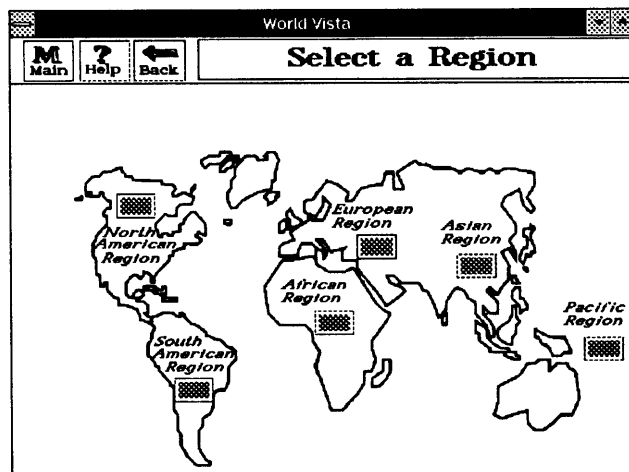 World Vista
M
Main
?
Help
Back
Select a Region
North
American
Region
European
Region
Asian
Region
African
Region
Pacific
Region
South
American
Region